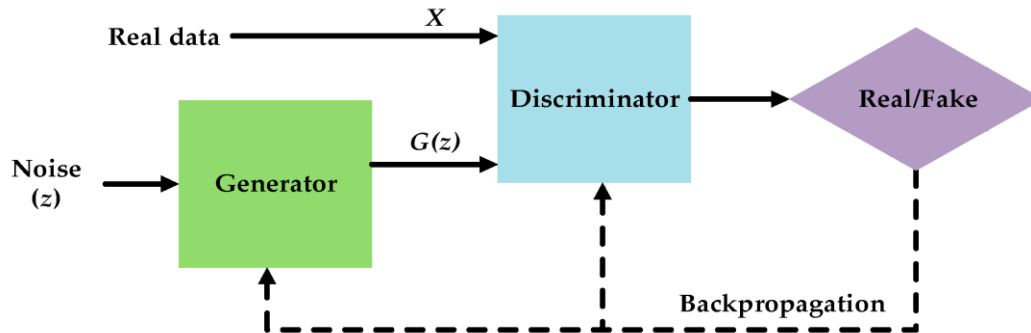 X
Real data
Discriminator
Real/Fake
G(z)
Noise
(z)
Generator
Backpropagation